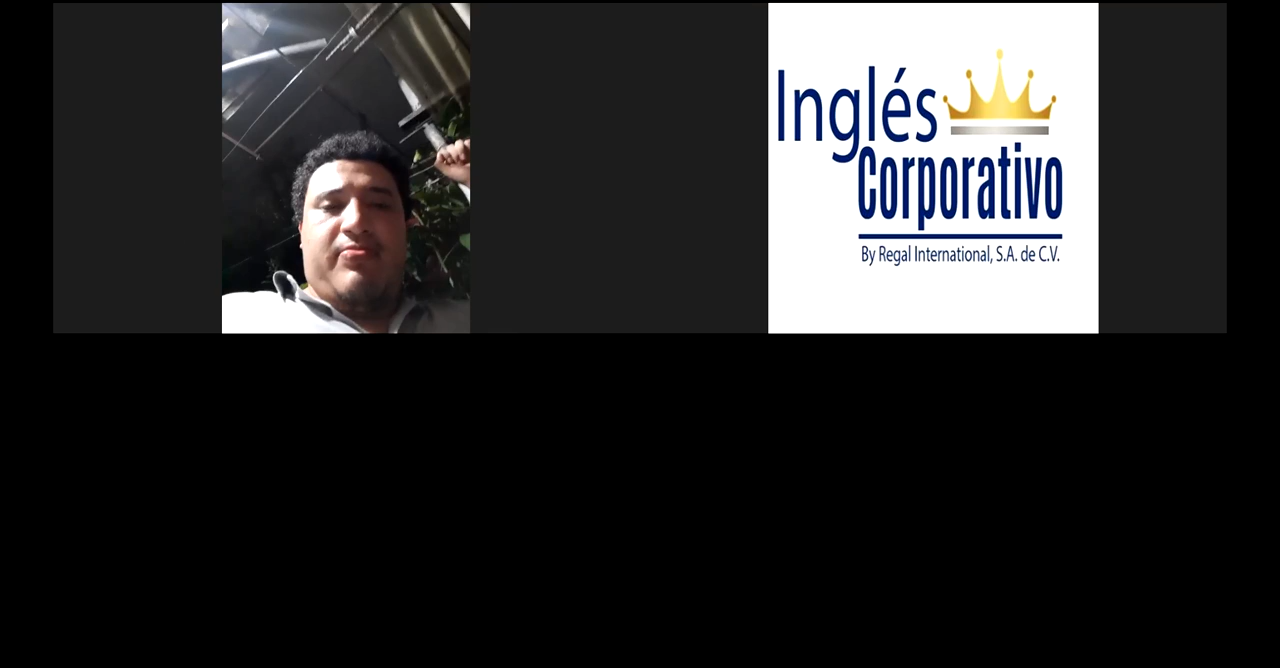 Inglés
Corporativo
By Regal International, S.A. de C.V.